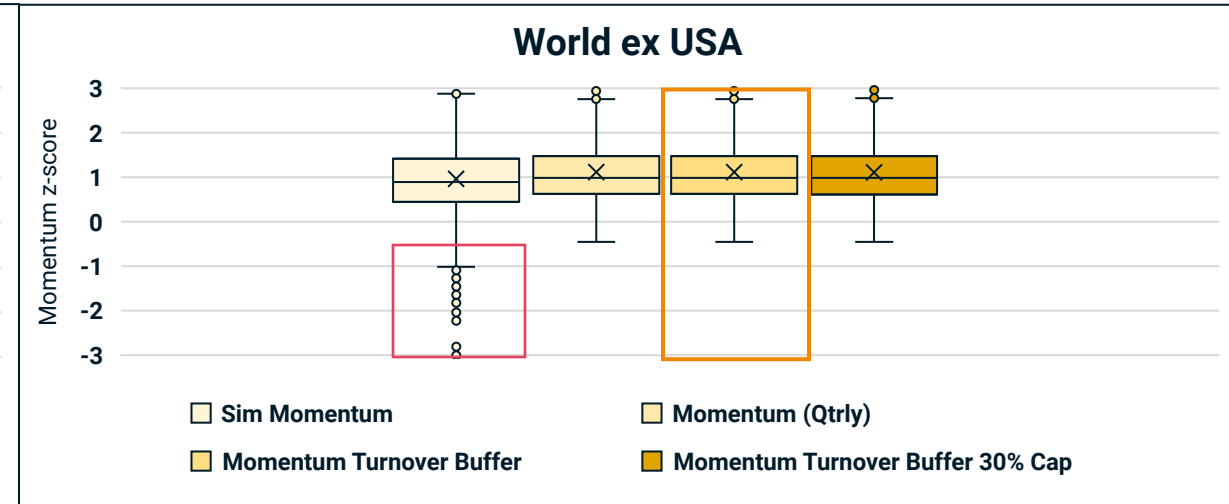 World ex USA
Momentum z-score
3
2
1
0
-1
-2
-3
Sim Momentum
Momentum (Qtrly)
Momentum Turnover Buffer
Momentum Turnover Buffer 30% Cap